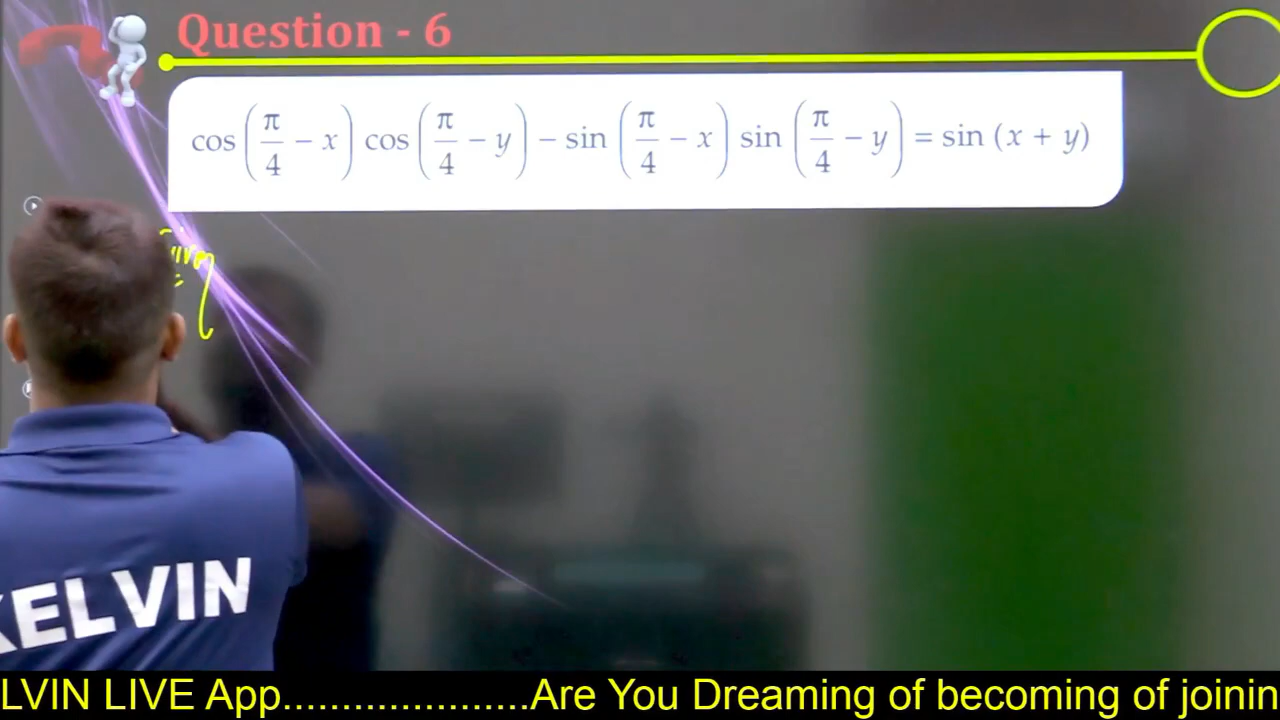 Question - 6
cos (π/4 − x) cos (π/4 − y) − sin (π/4 − x) sin (π/4 − y) = sin (x + y)
KELVIN
LVIN LIVE App......................Are You Dreaming of becoming of joinin